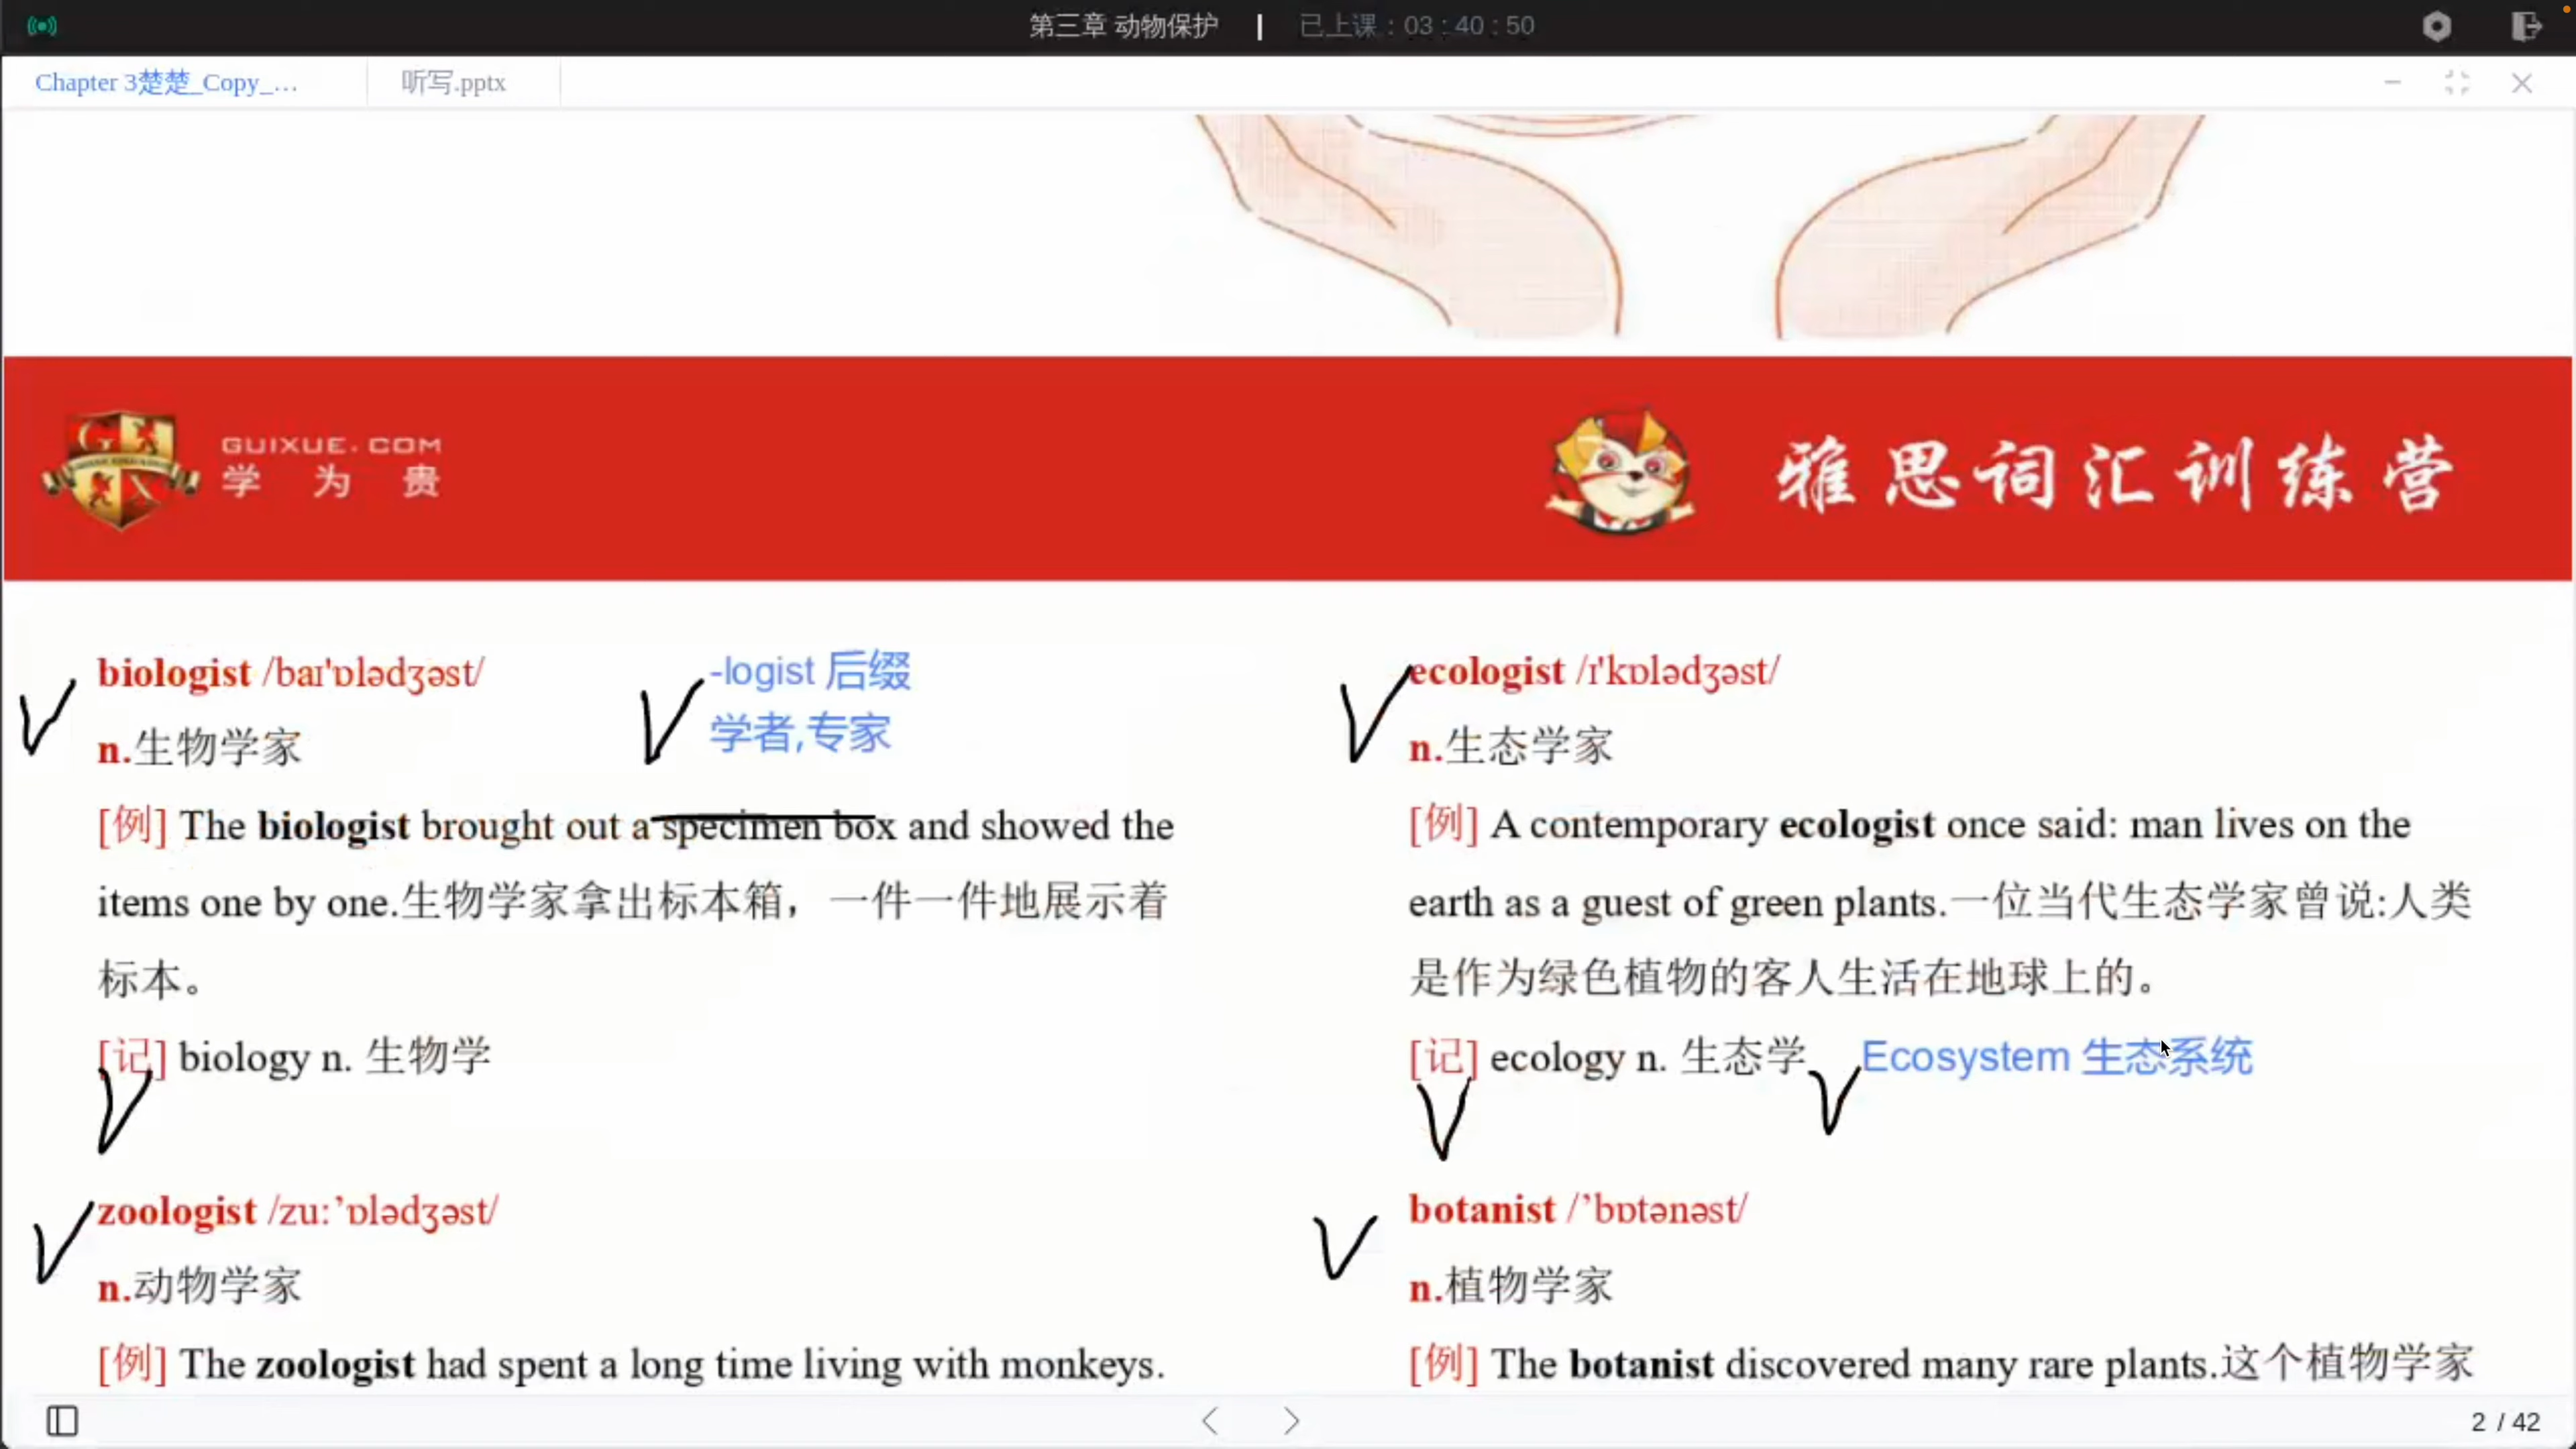 第三章 动物保护 | 已上课：03:40:50
Chapter 3楚楚_Copy_... 听写.pptx
GUIXUE.COM
学为贵
雅思词汇训练营
biologist /baɪ'ɒlədʒəst/
n.生物学家
-logist 后缀
学者,专家
[例] The biologist brought out a specimen box and showed the
items one by one.生物学家拿出标本箱，一件一件地展示着
标本。
[记] biology n. 生物学
zoologist /zu:’ɒlədʒəst/
n.动物学家
[例] The zoologist had spent a long time living with monkeys.
ecologist /ɪ'kɒlədʒəst/
n.生态学家
[例] A contemporary ecologist once said: man lives on the
earth as a guest of green plants.一位当代生态学家曾说:人类
是作为绿色植物的客人生活在地球上的。
[记] ecology n. 生态学 Ecosystem 生态系统
botanist /’bɒtənəst/
n.植物学家
[例] The botanist discovered many rare plants.这个植物学家
2 / 42